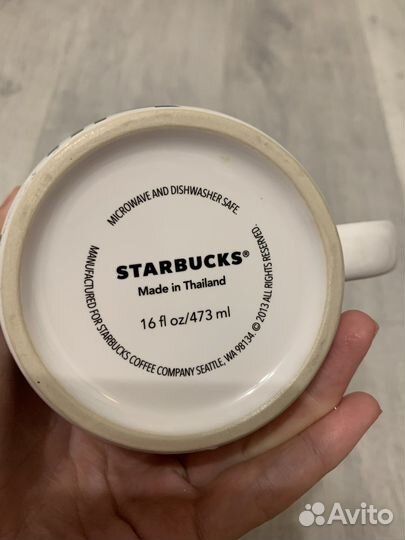 MICROWAVE AND DISHWASHER SAFE.
STARBUCKS®
Made in Thailand
16 fl oz/473 ml
MANUFACTURED FOR STARBUCKS COFFEE COMPANY SEATTLE, WA 98134. © 2013 ALL RIGHTS RESERVED.
Avito